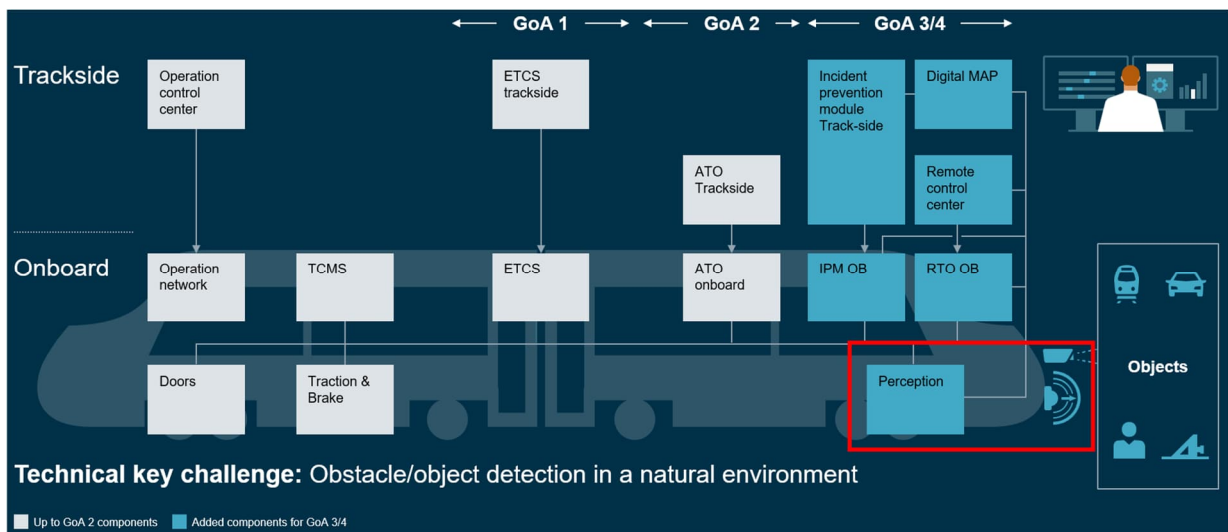 GoA 1
GoA 2
GoA 3/4
Trackside
Operation
control
center
ETCS
trackside
Incident
prevention
module
Track-side
Digital MAP
ATO
Trackside
Remote
control
center
Onboard
Operation
network
TCMS
ETCS
ATO
onboard
IPM OB
RTO OB
Doors
Traction &
Brake
Perception
Objects
Technical key challenge: Obstacle/object detection in a natural environment
Up to GoA 2 components
Added components for GoA 3/4